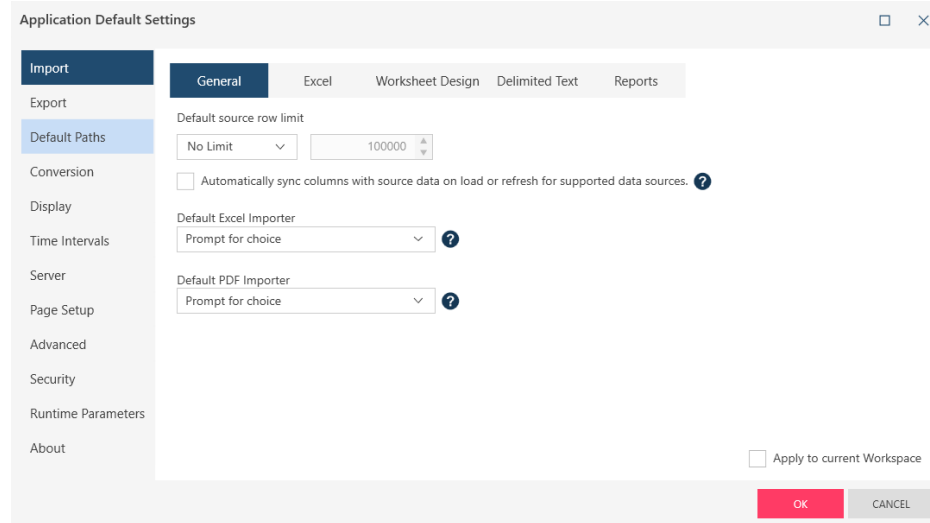 Application Default Settings
Import
Export
Default Paths
Conversion
Display
Time Intervals
Server
Page Setup
Advanced
Security
Runtime Parameters
About
General Excel Worksheet Design Delimited Text Reports
Default source row limit
No Limit 100000
Automatically sync columns with source data on load or refresh for supported data sources. ?
Default Excel Importer
Prompt for choice ?
Default PDF Importer
Prompt for choice ?
Apply to current Workspace
OK CANCEL